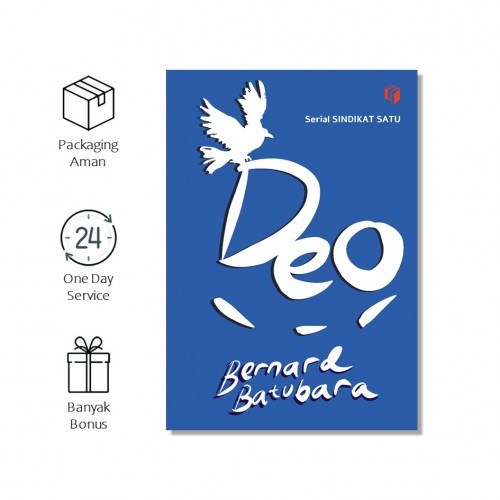 Packaging
Aman
24
One Day
Service
Banyak
Bonus
Serial SINDIKAT SATU
Deo
Bernard
Batubara